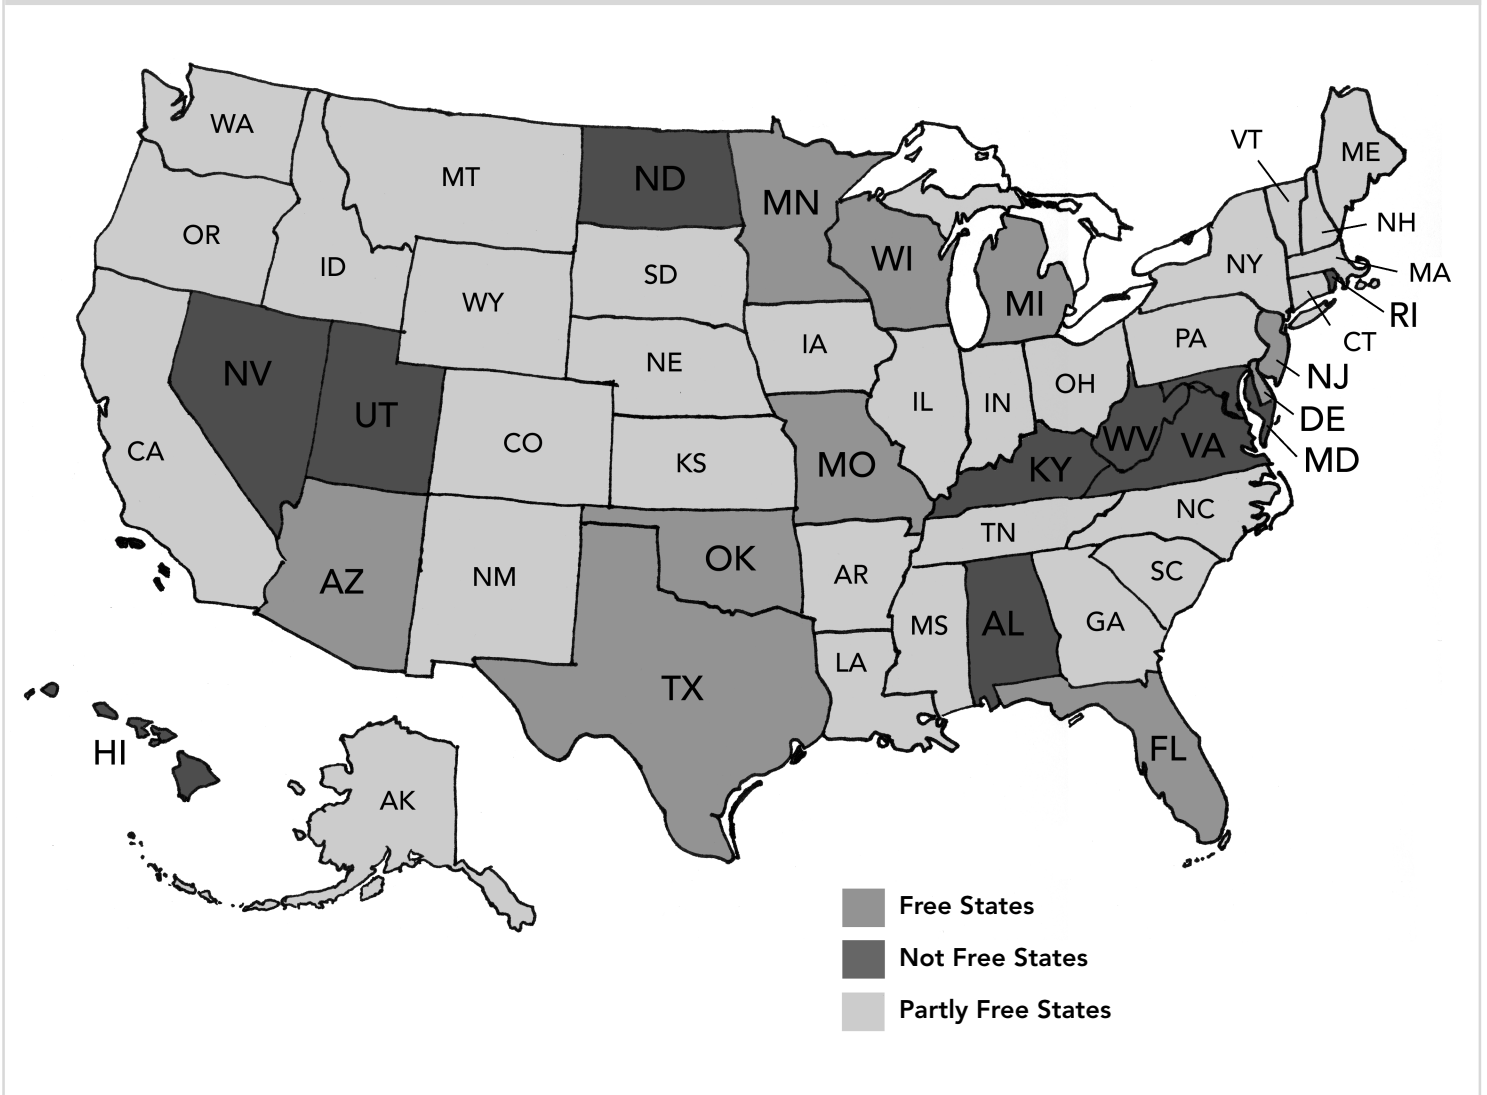 WA
MT
ND
MN
VT
ME
OR
ID
WY
SD
WI
MI
NY
NH
MA
RI
CT
NV
UT
NE
IA
PA
NJ
DE
MD
CA
CO
KS
MO
IL
IN
OH
KY
WV
VA
AZ
NM
OK
AR
TN
NC
SC
TX
LA
MS
AL
GA
FL
HI
AK
Free States
Not Free States
Partly Free States